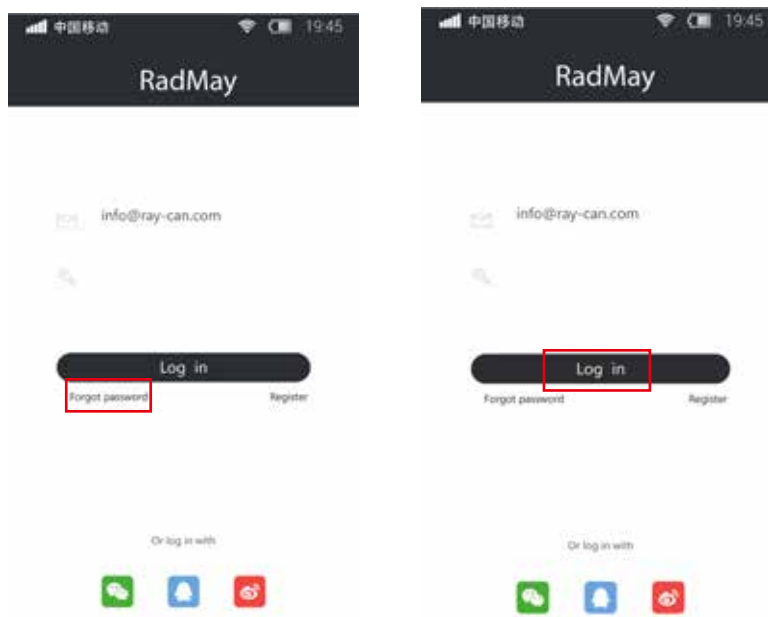 中国移动 19:45
RadMay
info@ray-can.com
Log in
Forgot password Register
Or log in with
中国移动 19:45
RadMay
info@ray-can.com
Log in
Forgot password Register
Or log in with